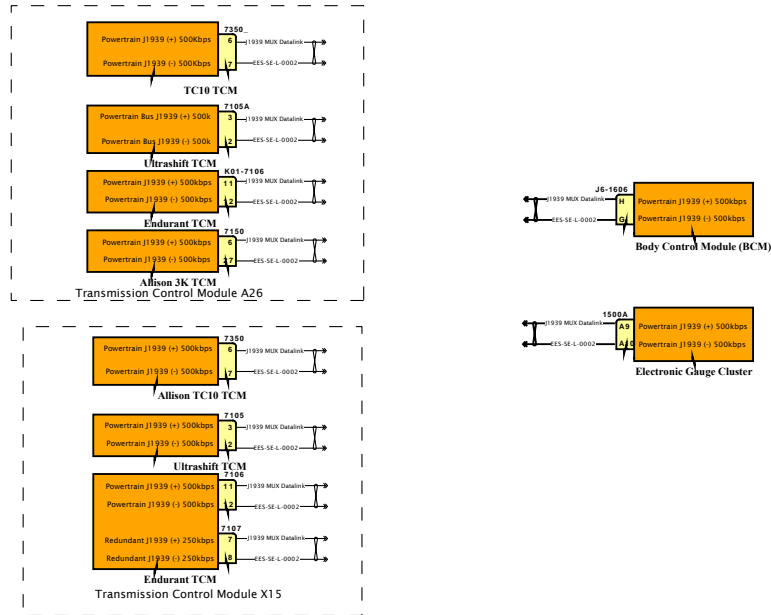 7350_
Powertrain J1939 (+) 500Kbps 6 J1939 MUX Datalink
Powertrain J1939 (-) 500Kbps 7 EES-SE-L-0002
TC10 TCM
7105A
Powertrain Bus J1939 (+) 500k 3 J1939 MUX Datalink
Powertrain Bus J1939 (-) 500k 2 EES-SE-L-0002
Ultrashift TCM
K01-7106
Powertrain J1939 (+) 500kbps 11 J1939 MUX Datalink
Powertrain J1939 (-) 500kbps 12 EES-SE-L-0002
Endurant TCM
7150
Powertrain J1939 (+) 500kbps 6 J1939 MUX Datalink
Powertrain J1939 (-) 500kbps 27 EES-SE-L-0002
Allison 3K TCM
Transmission Control Module A26
7350
Powertrain J1939 (+) 500kbps 6 J1939 MUX Datalink
Powertrain J1939 (-) 500kbps 7 EES-SE-L-0002
Allison TC10 TCM
7105
Powertrain J1939 (+) 500kbps 3 J1939 MUX Datalink
Powertrain J1939 (-) 500kbps 2 EES-SE-L-0002
Ultrashift TCM
7106
Powertrain J1939 (+) 500kbps 11 J1939 MUX Datalink
Powertrain J1939 (-) 500kbps 12 EES-SE-L-0002
7107
Redundant J1939 (+) 250kbps 7 J1939 MUX Datalink
Redundant J1939 (-) 250kbps 8 EES-SE-L-0002
Endurant TCM
Transmission Control Module X15
J6-1606
J1939 MUX Datalink H Powertrain J1939 (+) 500kbps
EES-SE-L-0002 G Powertrain J1939 (-) 500kbps
Body Control Module (BCM)
1500A
J1939 MUX Datalink A9 Powertrain J1939 (+) 500kbps
EES-SE-L-0002 A10 Powertrain J1939 (-) 500kbps
Electronic Gauge Cluster